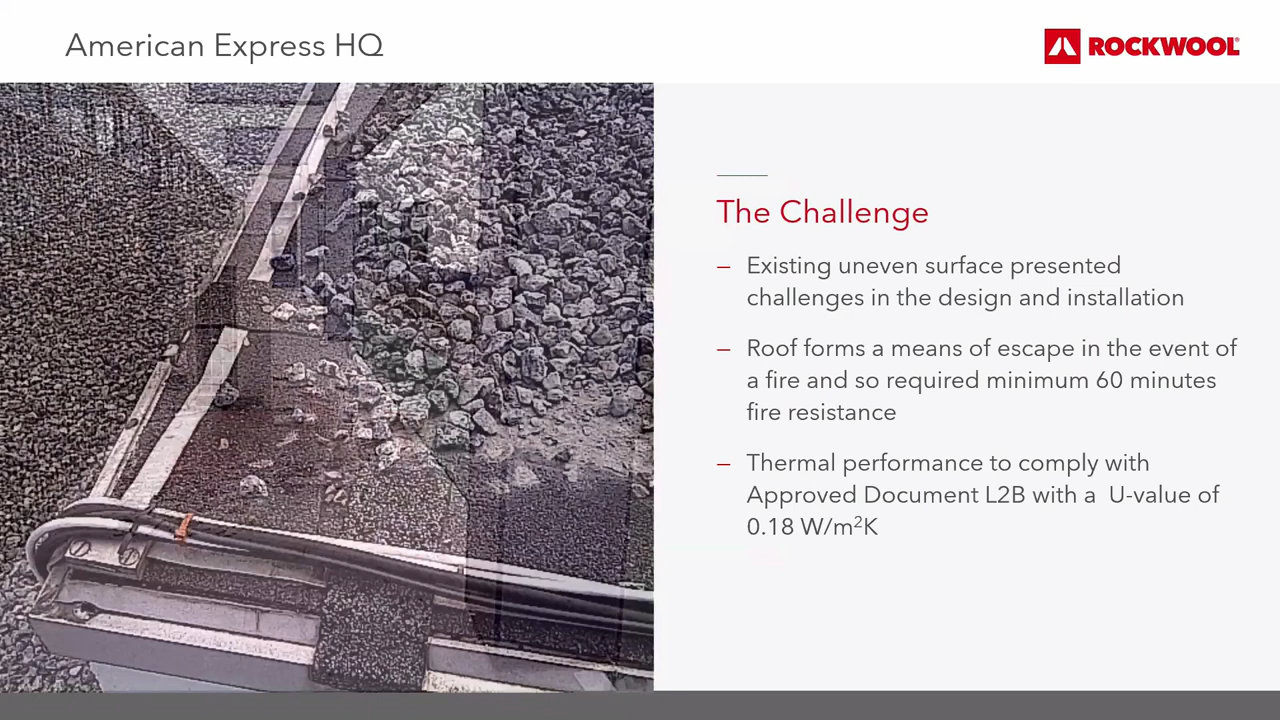 American Express HQ
ROCKWOOL®
The Challenge
– Existing uneven surface presented
challenges in the design and installation
– Roof forms a means of escape in the event of
a fire and so required minimum 60 minutes
fire resistance
– Thermal performance to comply with
Approved Document L2B with a  U-value of
0.18 W/m²K